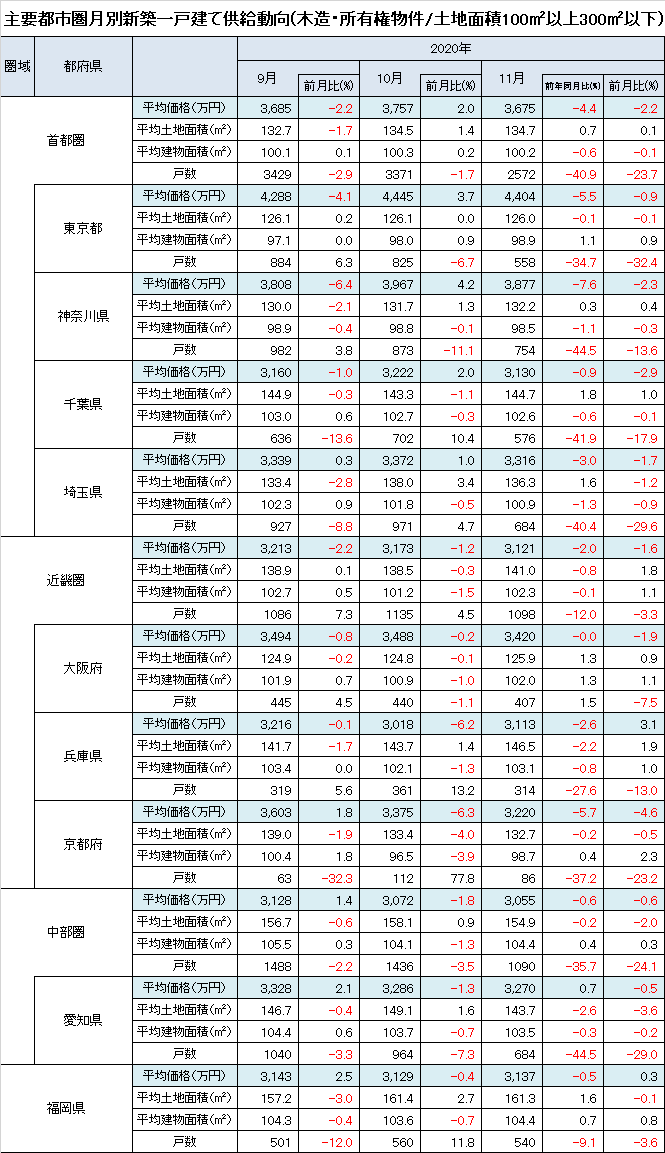 主要都市圏月別新築一戸建て供給動向(木造・所有権物件/土地面積100㎡以上300㎡以下)
圏域 都府県 2020年
9月 前月比(%) 10月 前月比(%) 11月 前年同月比(%) 前月比(%)
首都圏
平均価格(万円) 3,685 -2.2 3,757 2.0 3,675 -4.4 -2.2
平均土地面積(㎡) 132.7 -1.7 134.5 1.4 134.7 0.7 0.1
平均建物面積(㎡) 100.1 0.1 100.3 0.2 100.2 -0.6 -0.1
戸数 3429 -2.9 3371 -1.7 2572 -40.9 -23.7
東京都
平均価格(万円) 4,288 -4.1 4,445 3.7 4,404 -5.5 -0.9
平均土地面積(㎡) 126.1 0.2 126.1 0.0 126.0 -0.1 -0.1
平均建物面積(㎡) 97.1 0.0 98.0 0.9 98.9 1.1 0.9
戸数 884 6.3 825 -6.7 558 -34.7 -32.4
神奈川県
平均価格(万円) 3,808 -6.4 3,967 4.2 3,877 -7.6 -2.3
平均土地面積(㎡) 130.0 -2.1 131.7 1.3 132.2 0.3 0.4
平均建物面積(㎡) 98.9 -0.4 98.8 -0.1 98.5 -1.1 -0.3
戸数 982 3.8 873 -11.1 754 -44.5 -13.6
千葉県
平均価格(万円) 3,160 -1.0 3,222 2.0 3,130 -0.9 -2.9
平均土地面積(㎡) 144.9 -0.3 143.3 -1.1 144.7 1.8 1.0
平均建物面積(㎡) 103.0 0.6 102.7 -0.3 102.6 -0.6 -0.1
戸数 636 -13.6 702 10.4 576 -41.9 -17.9
埼玉県
平均価格(万円) 3,339 0.3 3,372 1.0 3,316 -3.0 -1.7
平均土地面積(㎡) 133.4 -2.8 138.0 3.4 136.3 1.6 -1.2
平均建物面積(㎡) 102.3 0.9 101.8 -0.5 100.9 -1.3 -0.9
戸数 927 -8.8 971 4.7 684 -40.4 -29.6
近畿圏
平均価格(万円) 3,213 -2.2 3,173 -1.2 3,121 -2.0 -1.6
平均土地面積(㎡) 138.9 0.1 138.5 -0.3 141.0 -0.8 1.8
平均建物面積(㎡) 102.7 0.5 101.2 -1.5 102.3 -0.1 1.1
戸数 1086 7.3 1135 4.5 1098 -12.0 -3.3
大阪府
平均価格(万円) 3,494 -0.8 3,488 -0.2 3,420 -0.0 -1.9
平均土地面積(㎡) 124.9 -0.2 124.8 -0.1 125.9 1.3 0.9
平均建物面積(㎡) 101.9 0.7 100.9 -1.0 102.0 1.3 1.1
戸数 445 4.5 440 -1.1 407 1.5 -7.5
兵庫県
平均価格(万円) 3,216 -0.1 3,018 -6.2 3,113 -2.6 3.1
平均土地面積(㎡) 141.7 -1.7 143.7 1.4 146.5 -2.2 1.9
平均建物面積(㎡) 103.4 0.0 102.1 -1.3 103.1 -0.8 1.0
戸数 319 5.6 361 13.2 314 -27.6 -13.0
京都府
平均価格(万円) 3,603 1.8 3,375 -6.3 3,220 -5.7 -4.6
平均土地面積(㎡) 139.0 -1.9 133.4 -4.0 132.7 -0.2 -0.5
平均建物面積(㎡) 100.4 1.8 96.5 -3.9 98.7 0.4 2.3
戸数 63 -32.3 112 77.8 86 -37.2 -23.2
中部圏
平均価格(万円) 3,128 1.4 3,072 -1.8 3,055 -0.6 -0.6
平均土地面積(㎡) 156.7 -0.6 158.1 0.9 154.9 -0.2 -2.0
平均建物面積(㎡) 105.5 0.3 104.1 -1.3 104.4 0.4 0.3
戸数 1488 -2.2 1436 -3.5 1090 -35.7 -24.1
愛知県
平均価格(万円) 3,328 2.1 3,286 -1.3 3,270 0.7 -0.5
平均土地面積(㎡) 146.7 -0.4 149.1 1.6 143.7 -2.6 -3.6
平均建物面積(㎡) 104.4 0.6 103.7 -0.7 103.5 -0.3 -0.2
戸数 1040 -3.3 964 -7.3 684 -44.5 -29.0
福岡県
平均価格(万円) 3,143 2.5 3,129 -0.4 3,137 -0.5 0.3
平均土地面積(㎡) 157.2 -3.0 161.4 2.7 161.3 1.6 -0.1
平均建物面積(㎡) 104.3 -0.4 103.6 -0.7 104.4 0.7 0.8
戸数 501 -12.0 560 11.8 540 -9.1 -3.6